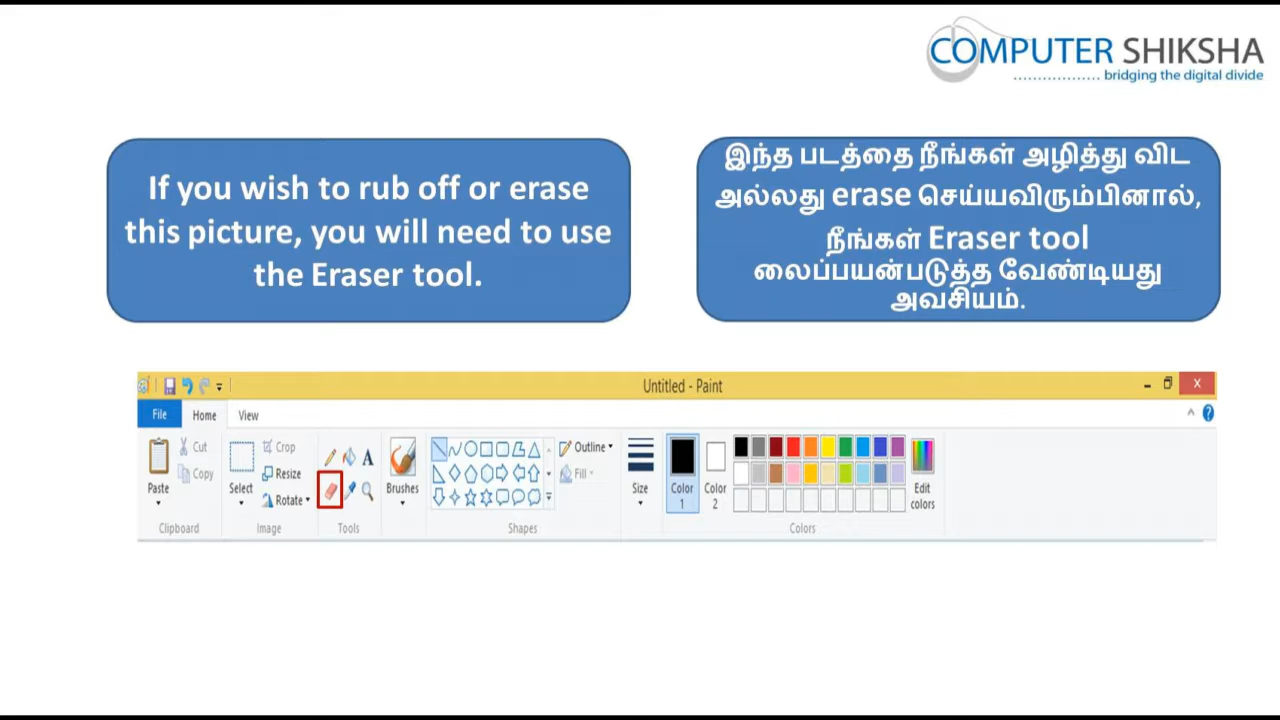 COMPUTER SHIKSHA
bridging the digital divide
If you wish to rub off or erase
this picture, you will need to use
the Eraser tool.
இந்த படத்தை நீங்கள் அழித்து விட
அல்லது erase செய்யவிரும்பினால்,
நீங்கள் Eraser tool
லைப்பயன்படுத்த வேண்டியது
அவசியம்.
Untitled - Paint
File Home View
Paste
Cut
Copy
Clipboard
Select
Crop
Resize
Rotate
Image
A
Tools
Brushes
Outline
Fill
Shapes
Size
Color
1
Color
2
Edit
colors
Colors